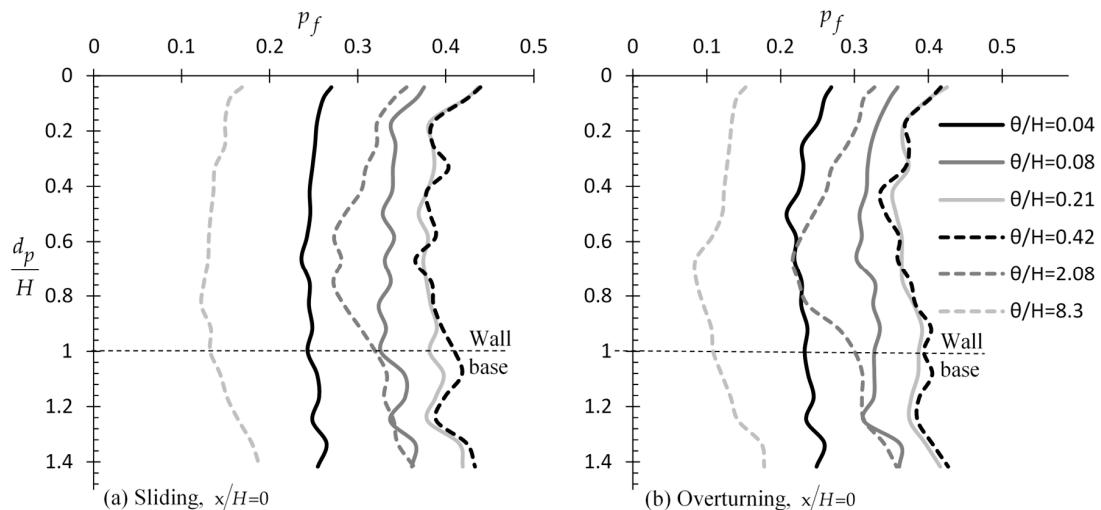 p_f
0 0.1 0.2 0.3 0.4 0.5
0
0.2
0.4
0.6
0.8
1
1.2
1.4
d_p
H
Wall
base
(a) Sliding, x/H=0
p_f
0 0.1 0.2 0.3 0.4 0.5
0
0.2
0.4
0.6
0.8
1
1.2
1.4
θ/H=0.04
θ/H=0.08
θ/H=0.21
θ/H=0.42
θ/H=2.08
θ/H=8.3
Wall
base
(b) Overturning, x/H=0